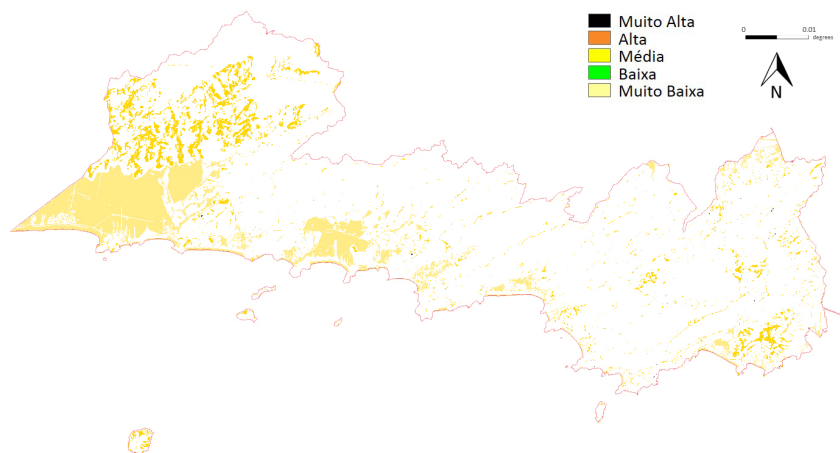 Muito Alta
Alta
Média
Baixa
Muito Baixa
0 0.01
degrees
N